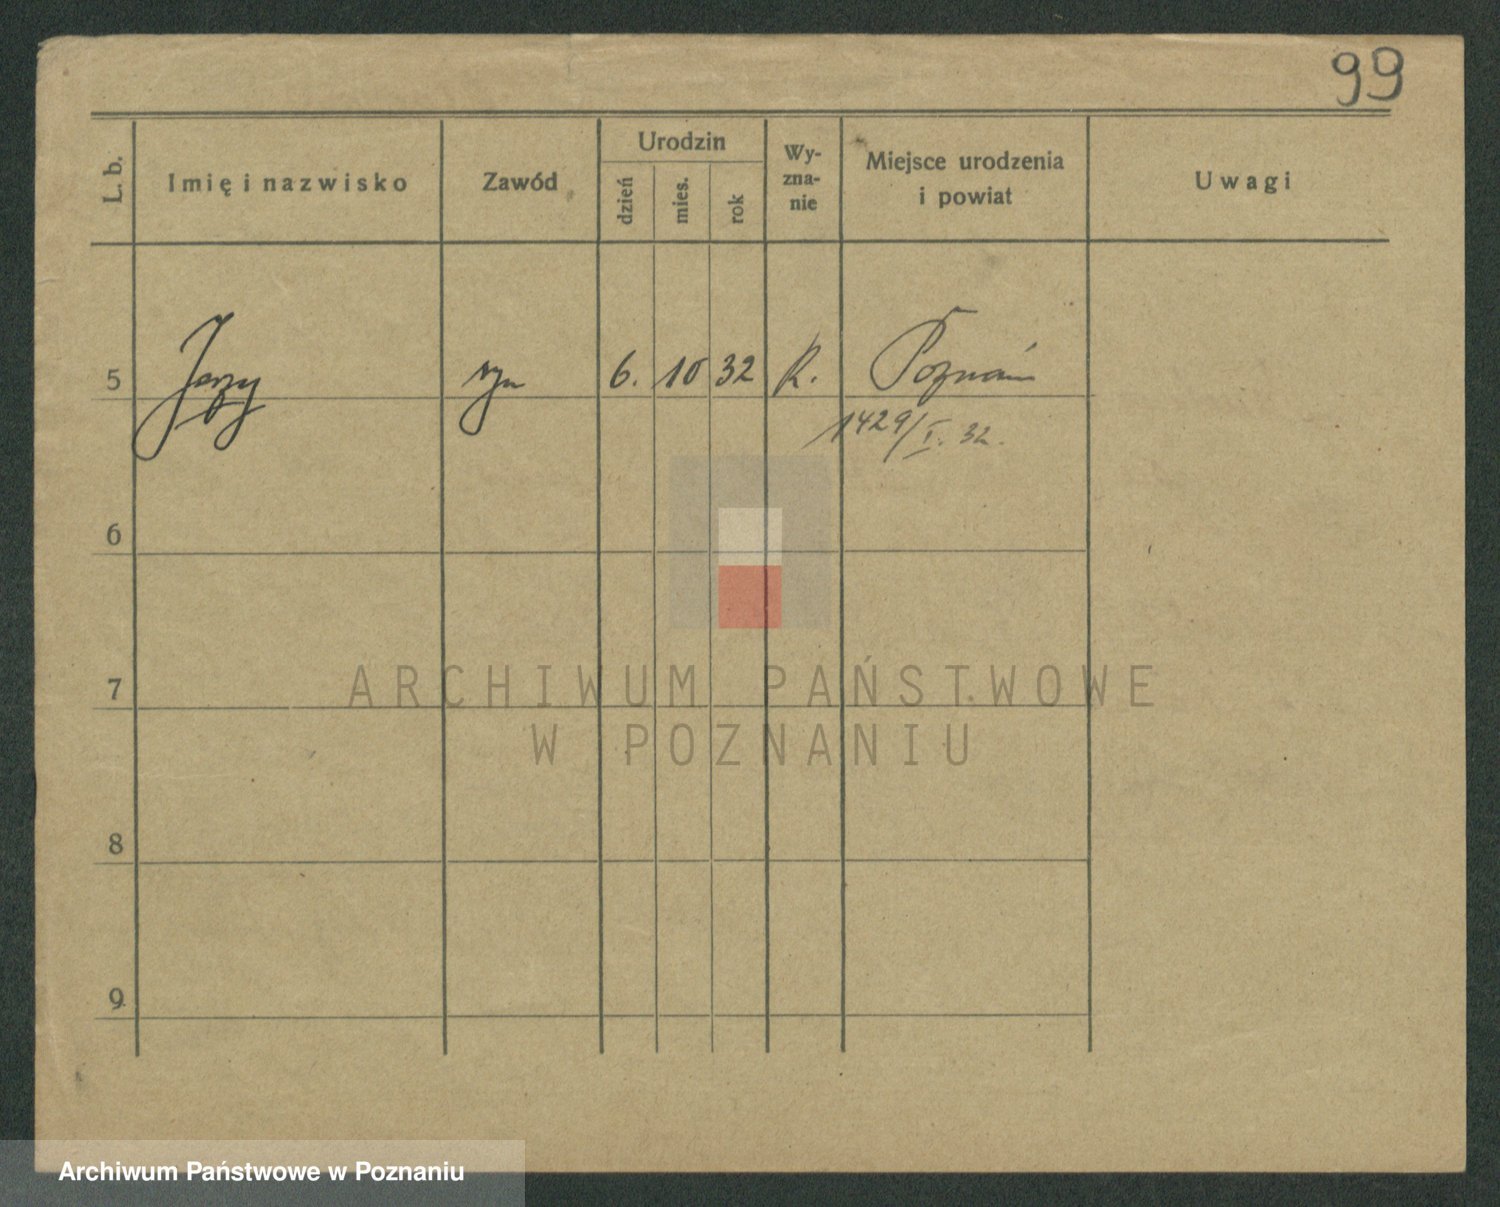 99
L. b.
Imię i nazwisko
Zawód
Urodzin
dzień
mies.
rok
Wy-
zna-
nie
Miejsce urodzenia
i powiat
Uwagi
5 Jerzy syn 6. 10 32 R. Poznań
1429/I. 32.
6
7
8
9
ARCHIWUM PAŃSTWOWE
W POZNANIU
Archiwum Państwowe w Poznaniu